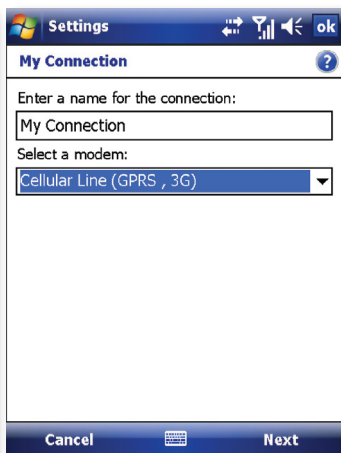 Settings
ok
My Connection
?
Enter a name for the connection:
My Connection
Select a modem:
Cellular Line (GPRS , 3G)
Cancel
Next